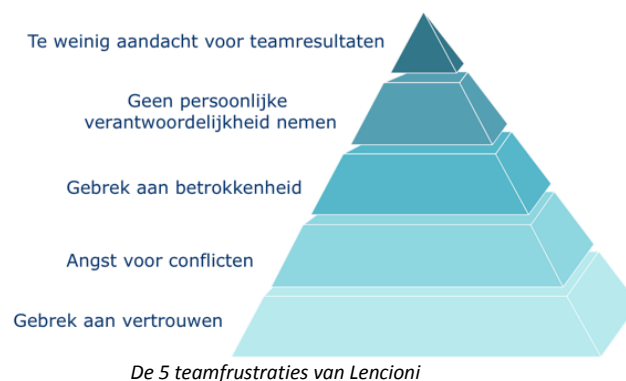 Te weinig aandacht voor teamresultaten
Geen persoonlijke
verantwoordelijkheid nemen
Gebrek aan betrokkenheid
Angst voor conflicten
Gebrek aan vertrouwen
De 5 teamfrustraties van Lencioni